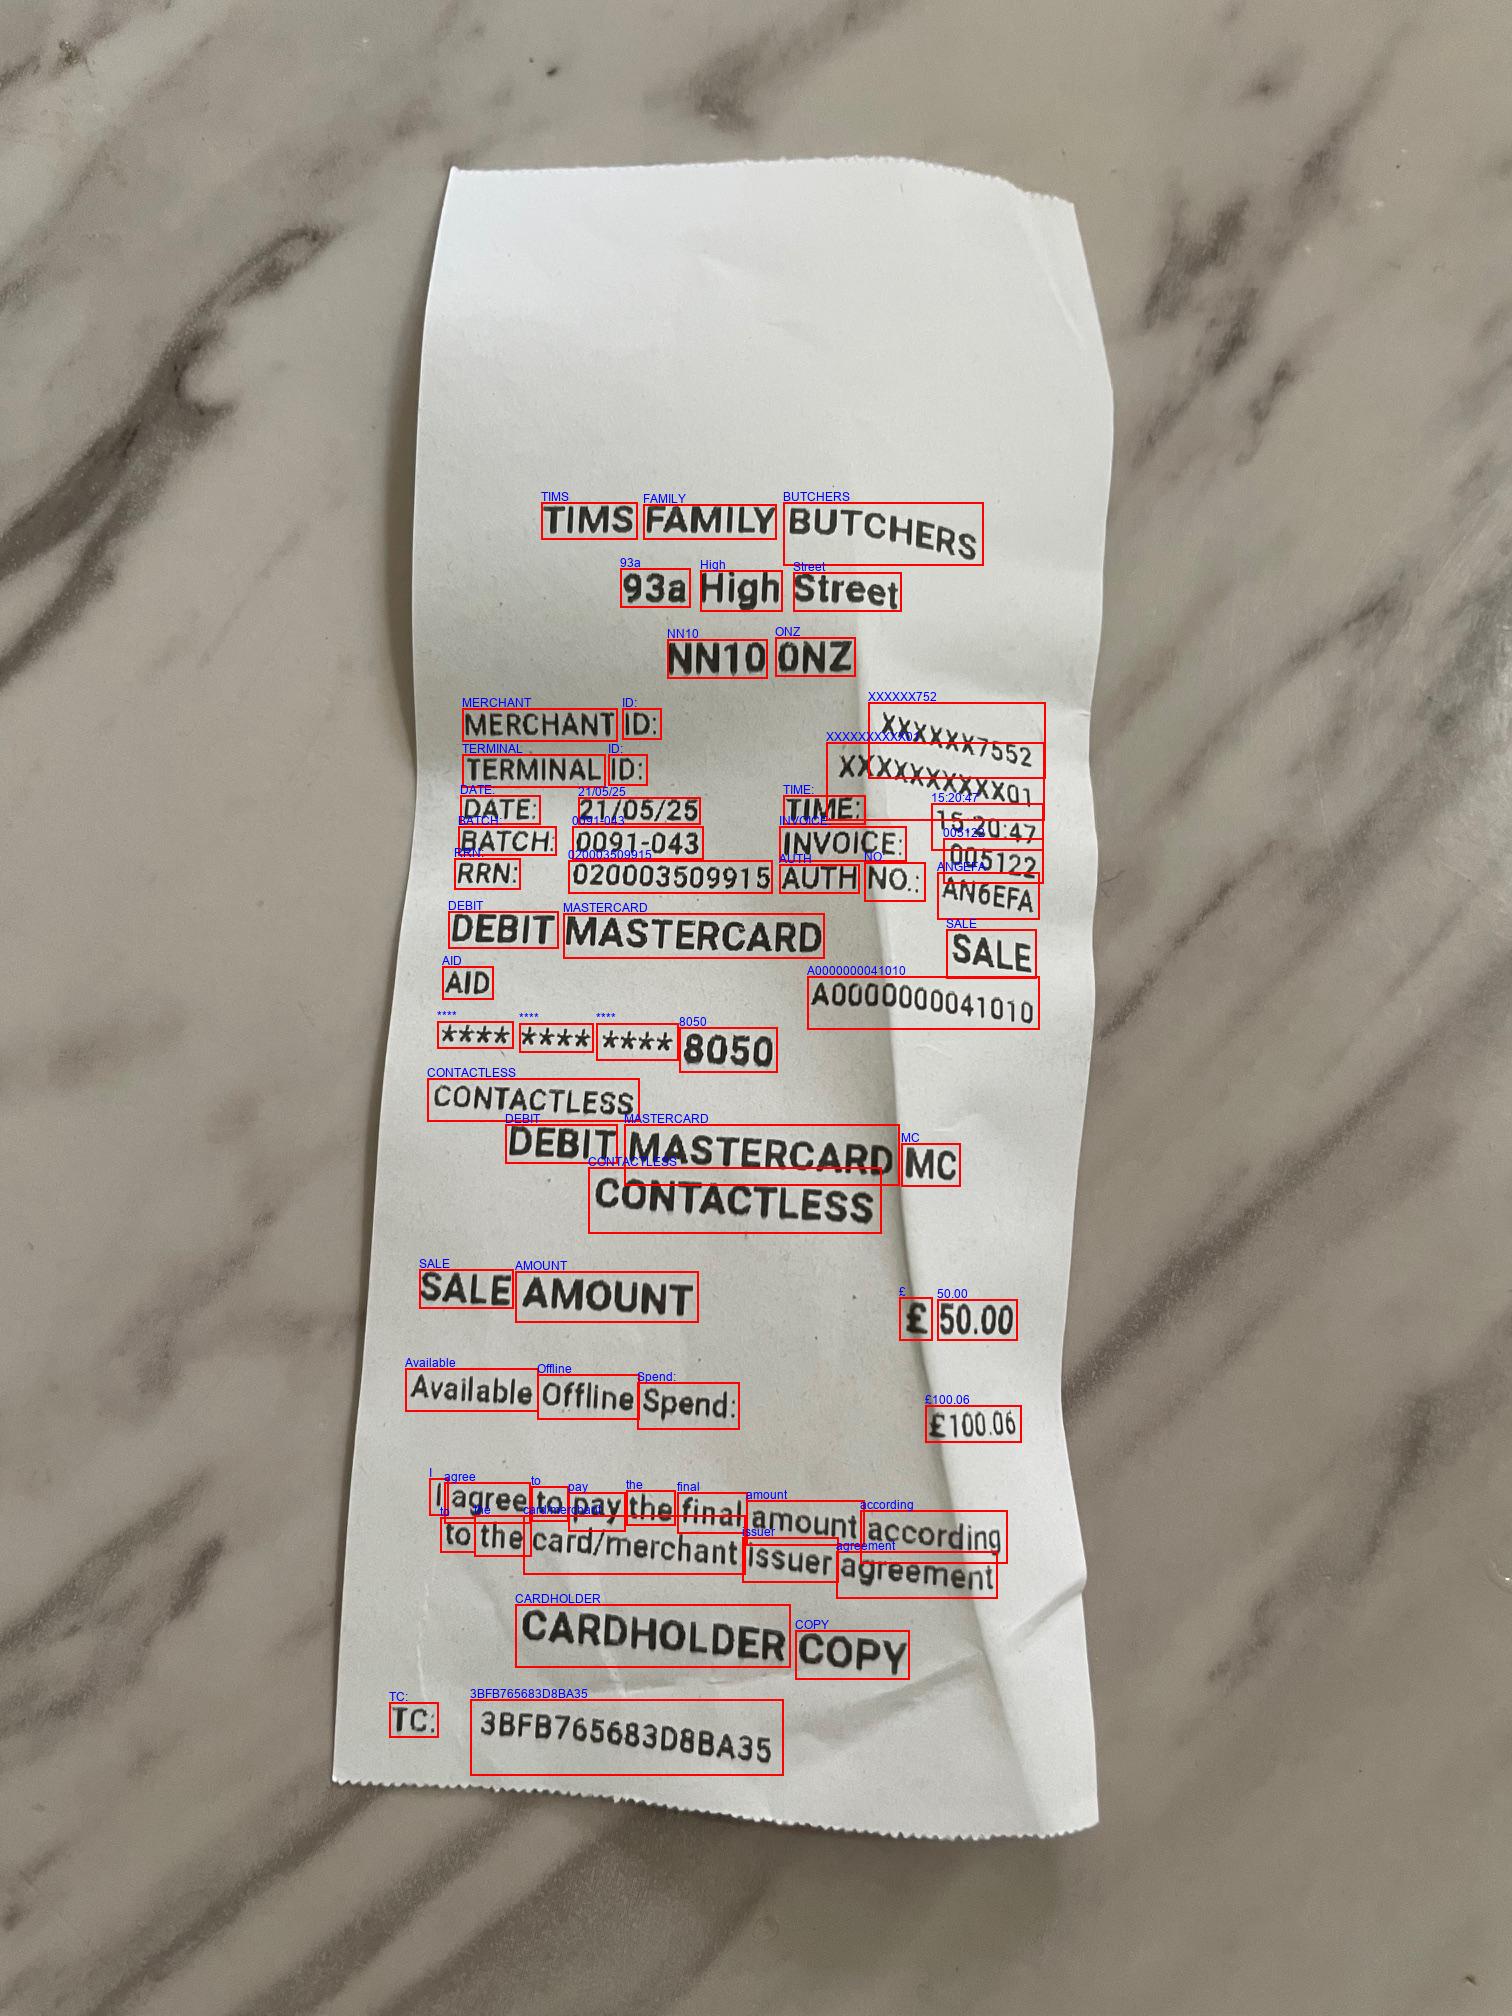 TIMS FAMILY BUTCHERS
93a High Street
NN10 0NZ
MERCHANT ID: XXXXXX7552
TERMINAL ID: XXXXXXXXXX01
DATE: 21/05/25 TIME: 15:20:47
BATCH: 0091-043 INVOICE: 005122
RRN: 020003509915 AUTH NO.: AN6EFA
DEBIT MASTERCARD SALE
AID A0000000041010
**** **** **** 8050
CONTACTLESS
DEBIT MASTERCARD MC
CONTACTLESS
SALE AMOUNT £ 50.00
Available Offline Spend: £100.06
I agree to pay the final amount according
to the card/merchant issuer agreement
CARDHOLDER COPY
TC: 3BFB765683D8BA35